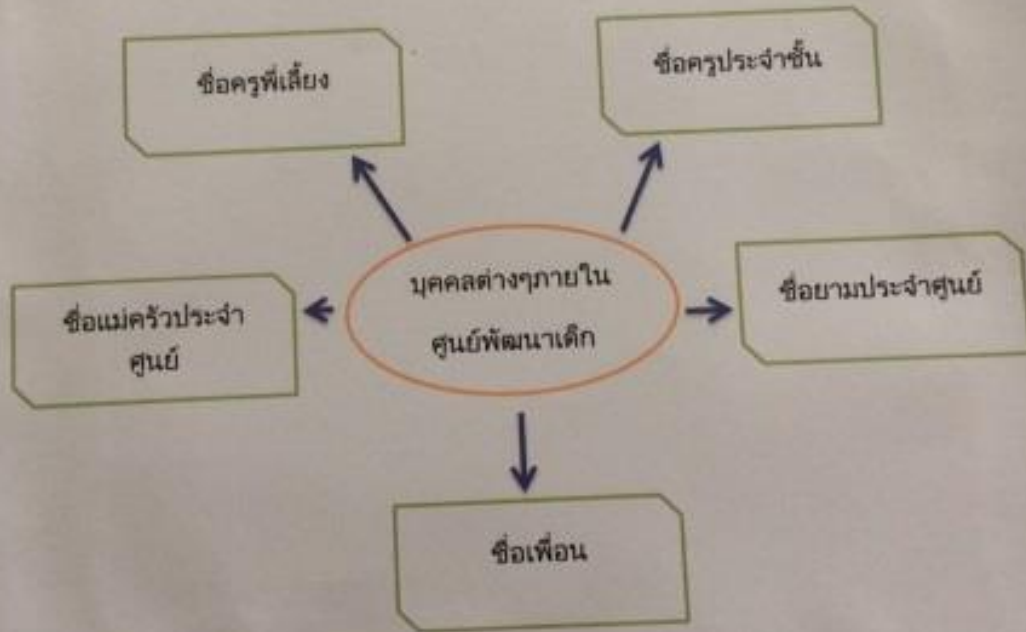 ชื่อครูพี่เลี้ยง
ชื่อครูประจำชั้น
บุคคลต่างๆภายใน
ศูนย์พัฒนาเด็ก
ชื่อแม่ครัวประจำ
ศูนย์
ชื่อยามประจำศูนย์
ชื่อเพื่อน